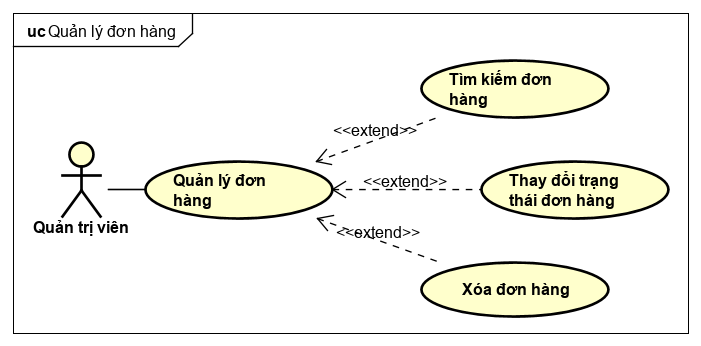 uc Quản lý đơn hàng
Tìm kiếm đơn
hàng
<<extend>>
Quản lý đơn
hàng
<<extend>>
Thay đổi trạng
thái đơn hàng
Quản trị viên
<<extend>>
Xóa đơn hàng